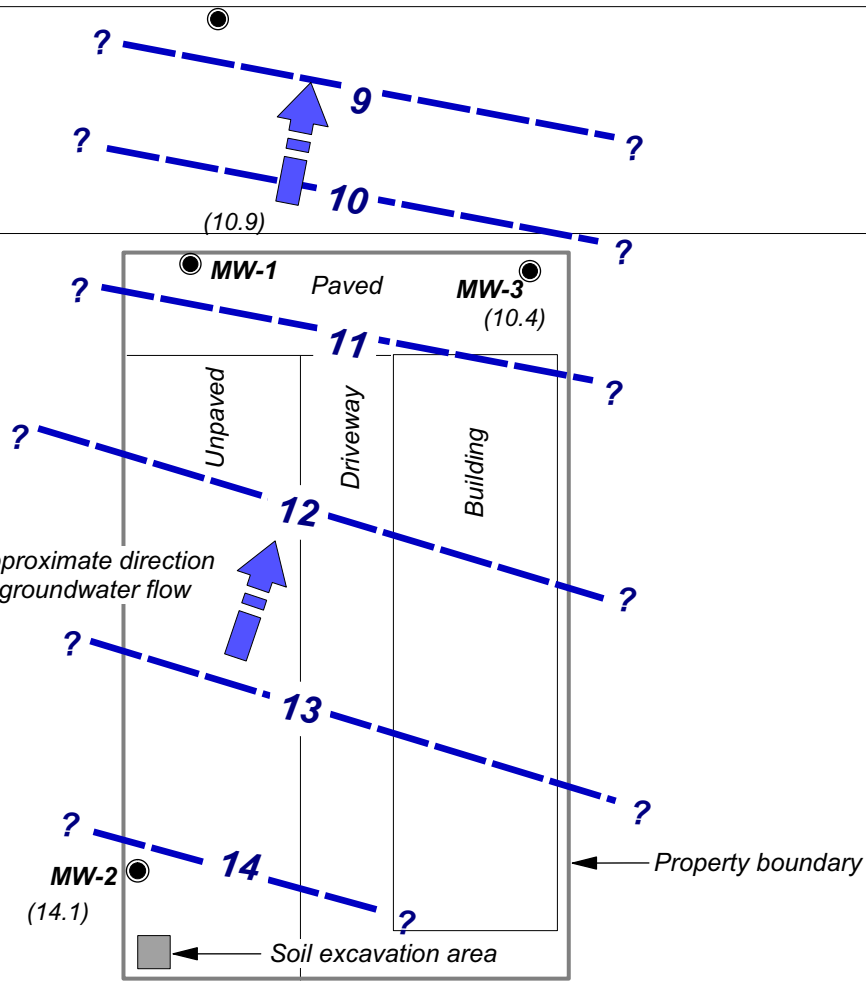 ?
9
?
?
10
?
(10.9)
MW-1
Paved
MW-3
(10.4)
?
11
?
Unpaved
Driveway
Building
?
12
?
proximate direction
groundwater flow
?
13
?
?
14
?
MW-2
(14.1)
Property boundary
Soil excavation area